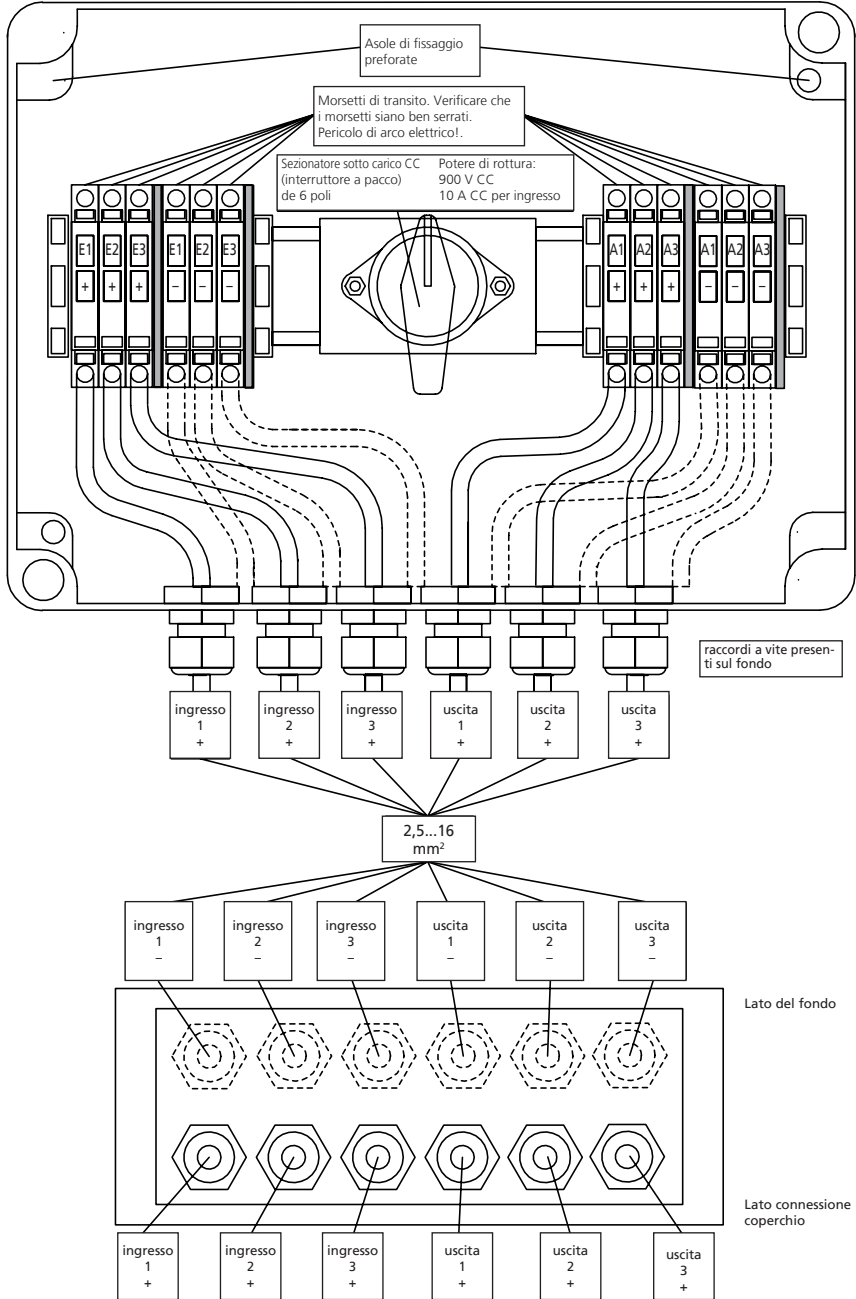 Asole di fissaggio
preforate
Morsetti di transito. Verificare che
i morsetti siano ben serrati.
Pericolo di arco elettrico!.
Sezionatore sotto carico CC
(interruttore a pacco)
de 6 poli
Potere di rottura:
900 V CC
10 A CC per ingresso
E1 E2 E3 E1 E2 E3
+ + + – – –
A1 A2 A3 A1 A2 A3
+ + + – – –
raccordi a vite presen-
ti sul fondo
ingresso
1
+
ingresso
2
+
ingresso
3
+
uscita
1
+
uscita
2
+
uscita
3
+
2,5...16
mm²
ingresso
1
–
ingresso
2
–
ingresso
3
–
uscita
1
–
uscita
2
–
uscita
3
–
Lato del fondo
Lato connessione
coperchio
ingresso
1
+
ingresso
2
+
ingresso
3
+
uscita
1
+
uscita
2
+
uscita
3
+